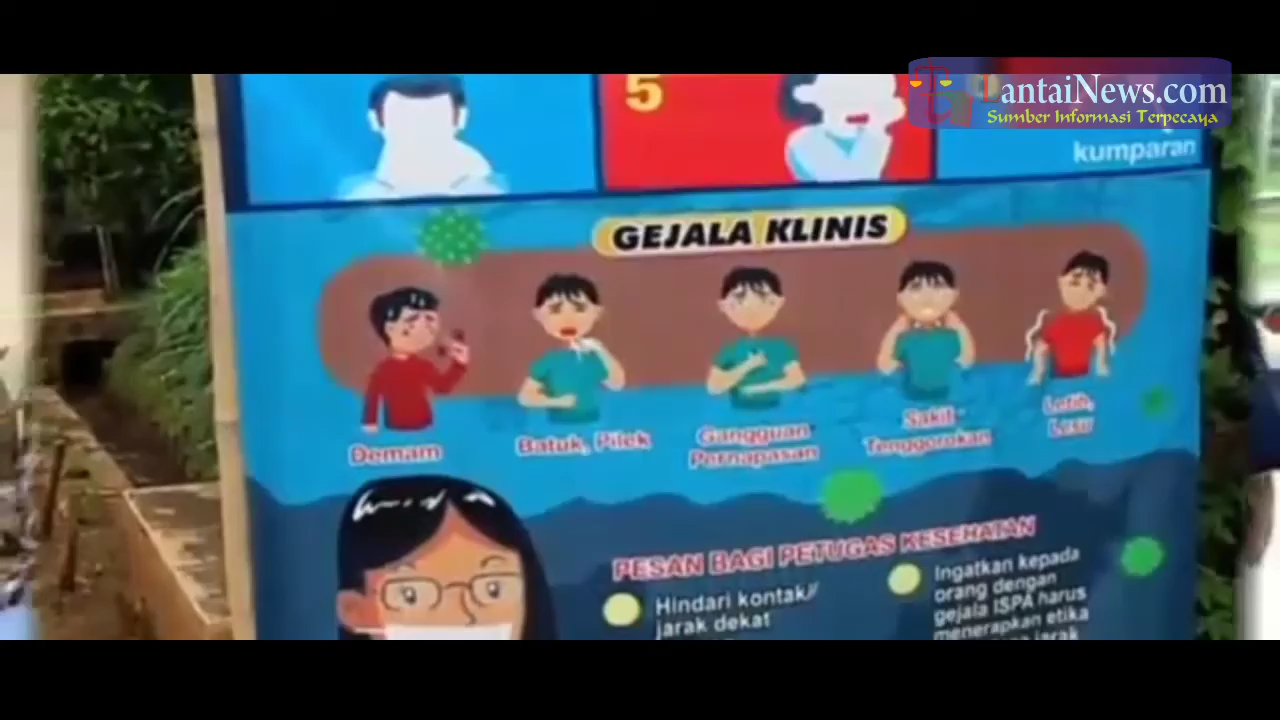 LantaiNews.com
Sumber Informasi Terpecaya
5
kumparan
GEJALA KLINIS
Demam
Batuk, Pilek
Gangguan
Pernapasan
Sakit
Tenggorokan
Letih,
Lesu
PESAN BAGI PETUGAS KESEHATAN
Hindari kontak/
jarak dekat
Ingatkan kepada
orang dengan
gejala ISPA harus
menerapkan etika
jarak